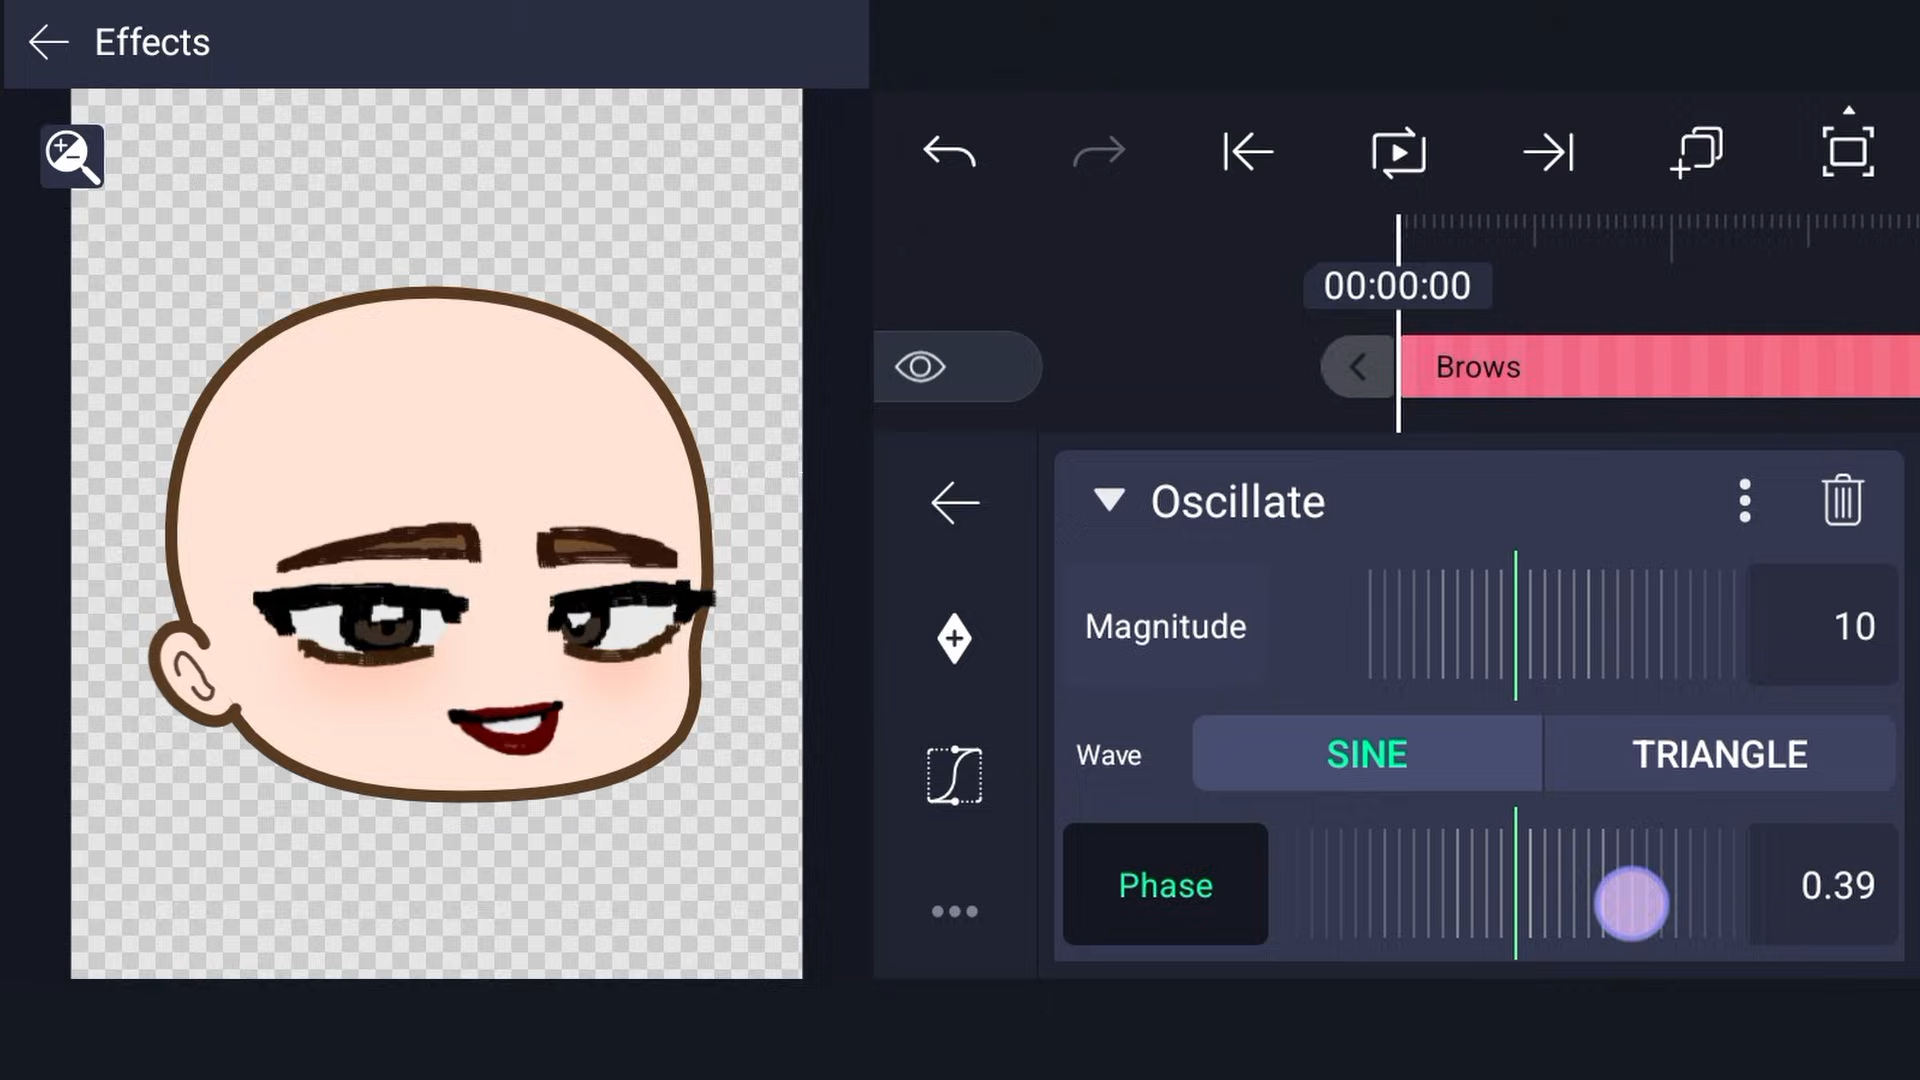 Effects
00:00:00
Brows
Oscillate
Magnitude
10
Wave
SINE
TRIANGLE
Phase
0.39